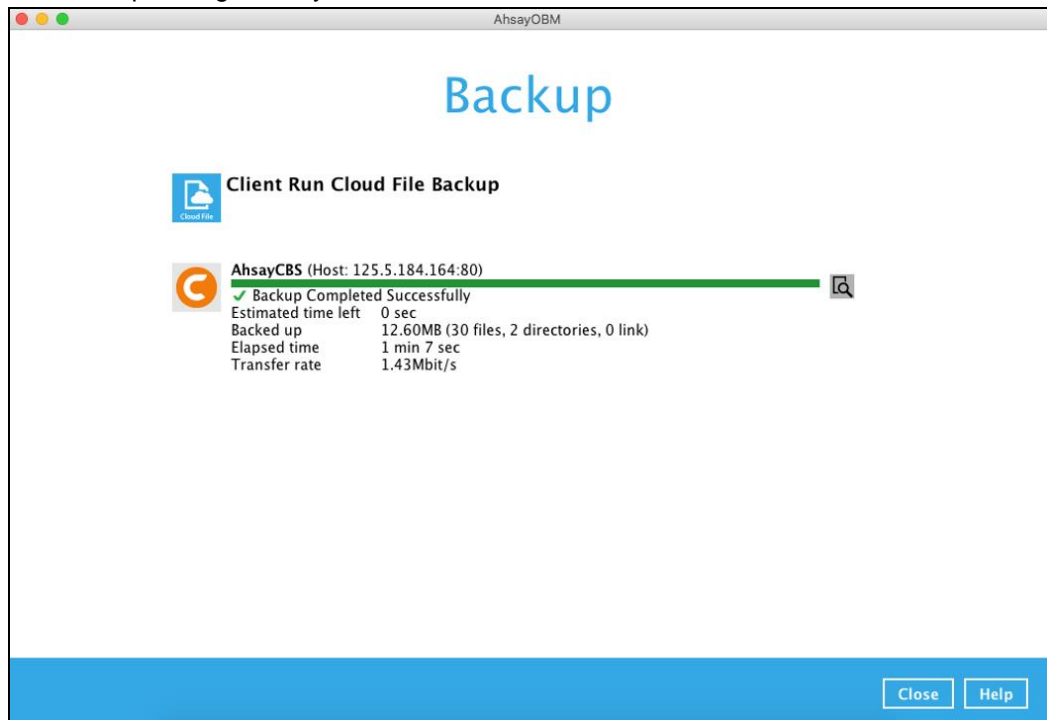 AhsayOBM
Backup
Client Run Cloud File Backup
Cloud File
AhsayCBS (Host: 125.5.184.164:80)
Backup Completed Successfully
Estimated time left 0 sec
Backed up 12.60MB (30 files, 2 directories, 0 link)
Elapsed time 1 min 7 sec
Transfer rate 1.43Mbit/s
Close Help